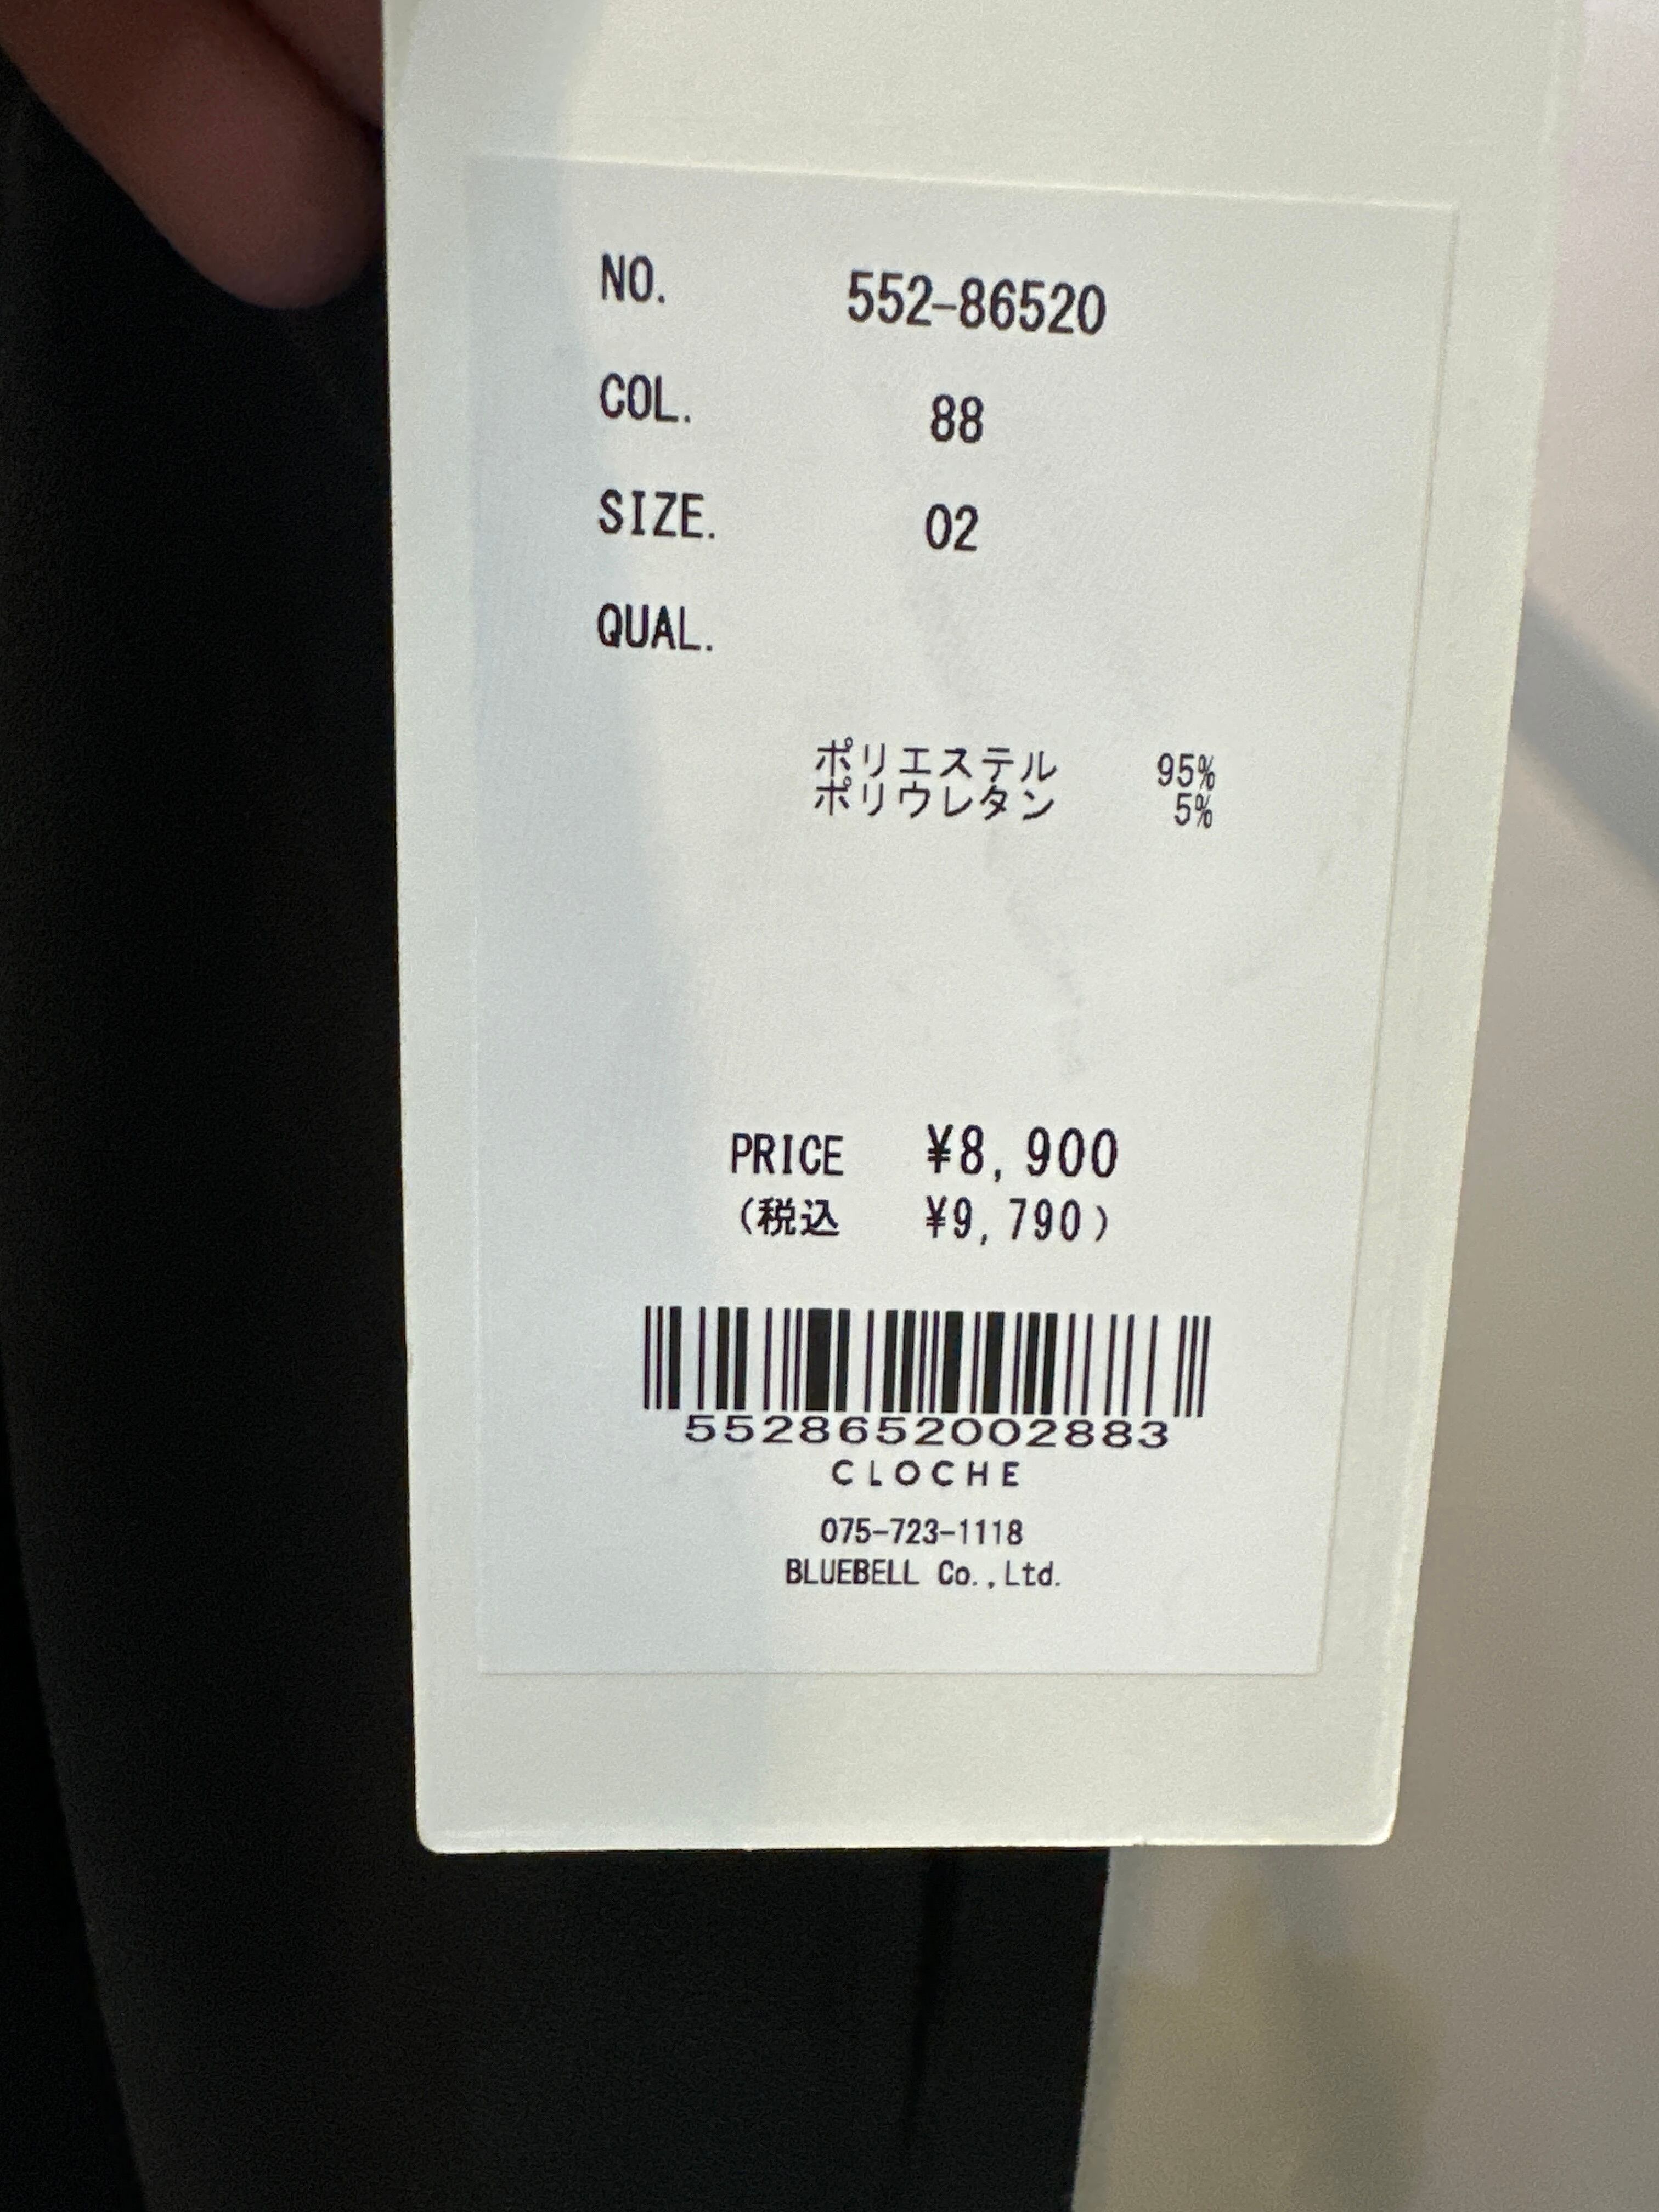 NO. 552-86520
COL. 88
SIZE. 02
QUAL.
ポリエステル 95%
ポリウレタン 5%
PRICE ¥8,900
(税込 ¥9,790)
5528652002883
CLOCHE
075-723-1118
BLUEBELL Co.,Ltd.